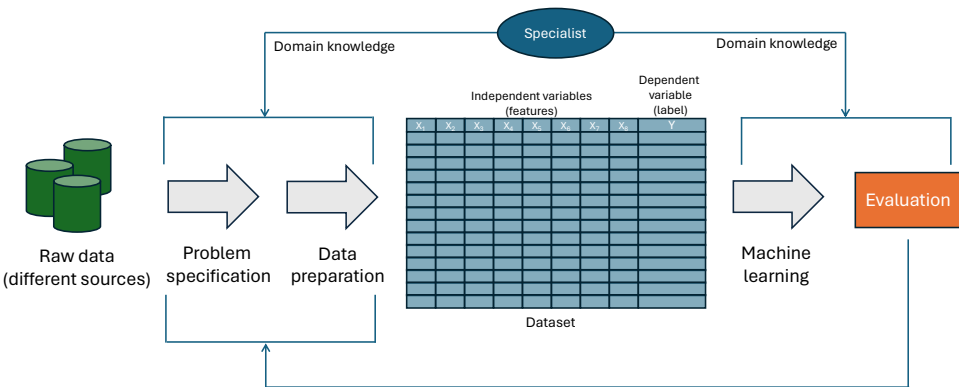 Specialist
Domain knowledge
Domain knowledge
Independent variables
(features)
Dependent
variable
(label)
X₁ X₂ X₃ X₄ X₅ X₆ X₇ X₈ Y
Raw data
(different sources)
Problem
specification
Data
preparation
Dataset
Machine
learning
Evaluation